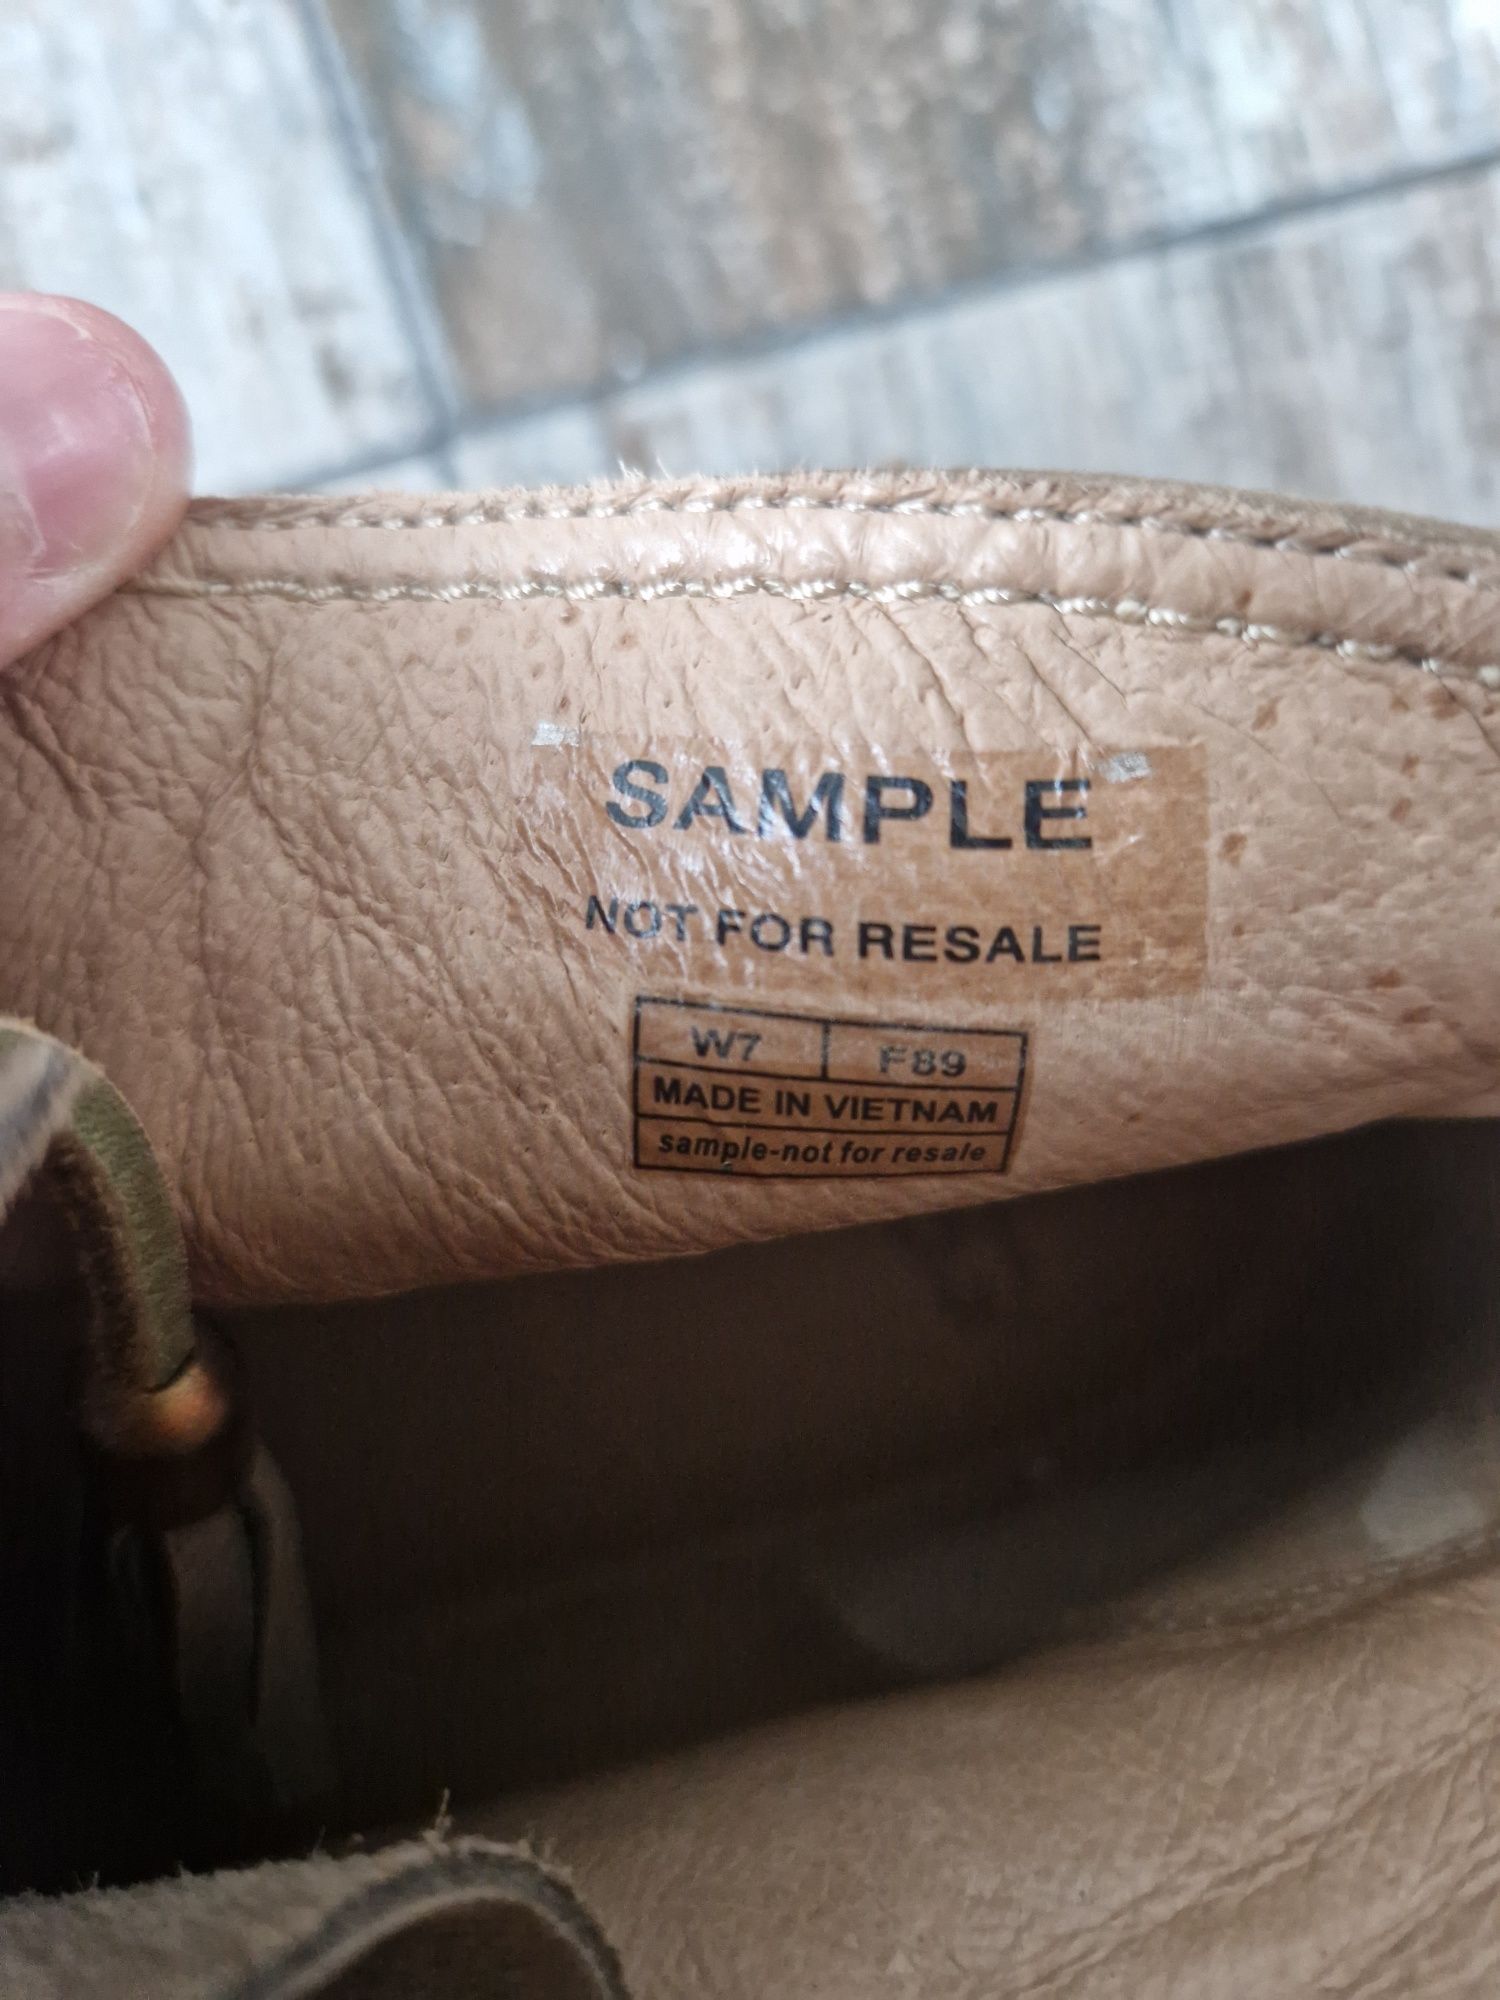 SAMPLE
NOT FOR RESALE
W7 F89
MADE IN VIETNAM
sample-not for resale